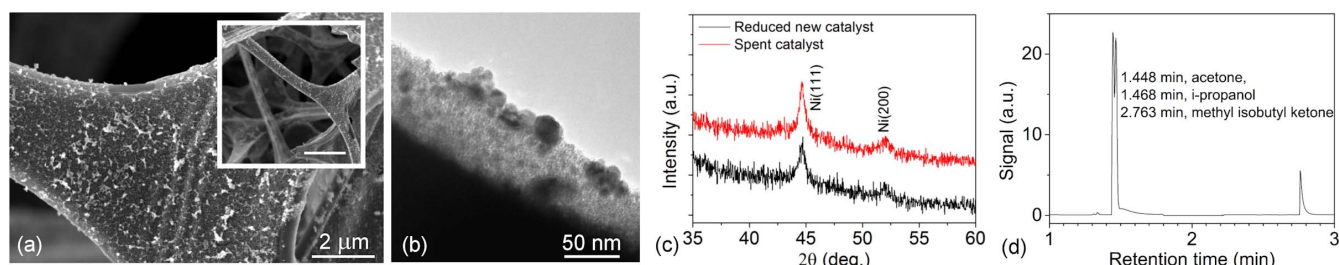 (a)
2 μm
(b)
50 nm
Intensity (a.u.)
Reduced new catalyst
Spent catalyst
Ni(111)
Ni(200)
35
40
45
50
55
60
2θ (deg.)
(c)
Signal (a.u.)
20
10
0
1.448 min, acetone,
1.468 min, i-propanol
2.763 min, methyl isobutyl ketone
1
2
3
Retention time (min)
(d)